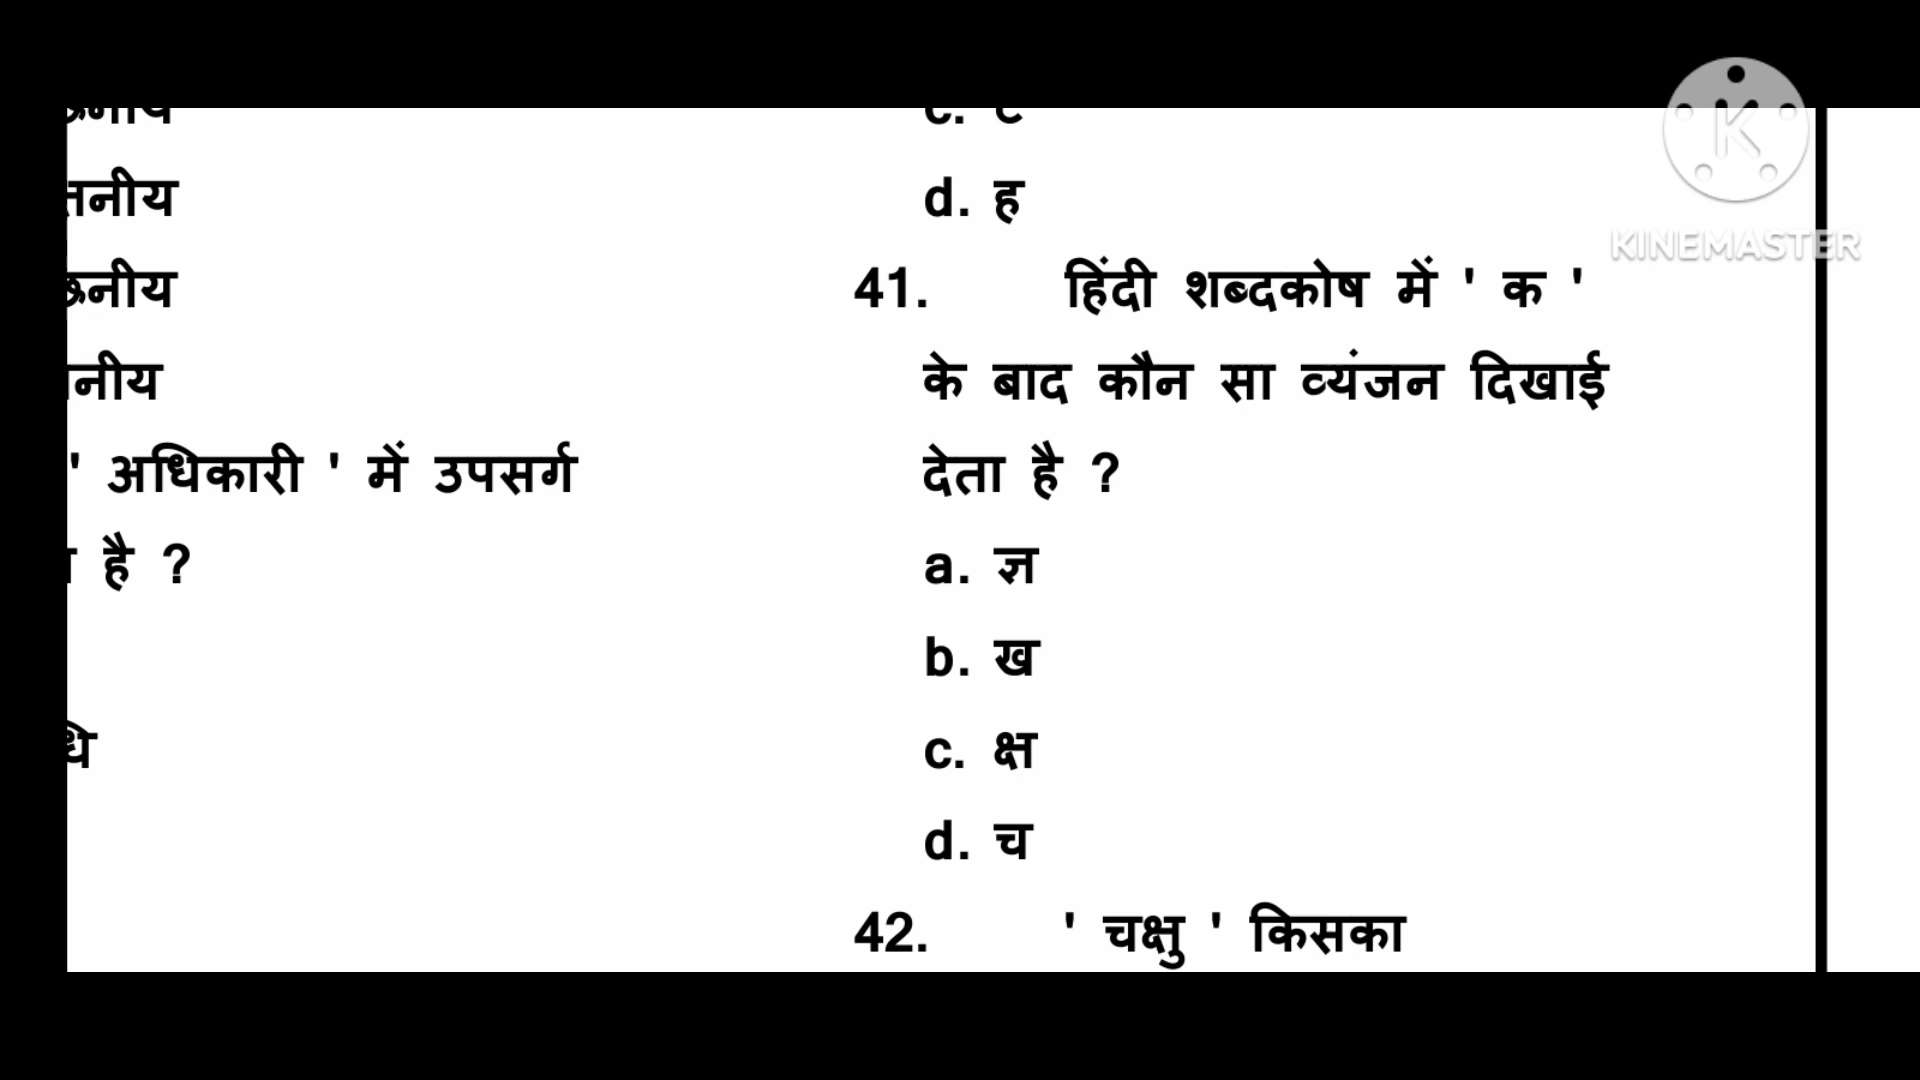 तनीय
नीय
नीय
' अधिकारी ' में उपसर्ग
है ?
धि
d. ह
41. हिंदी शब्दकोष में ' क '
के बाद कौन सा व्यंजन दिखाई
देता है ?
a. ज्ञ
b. ख
c. क्ष
d. च
42. ' चक्षु ' किसका
KINEMASTER